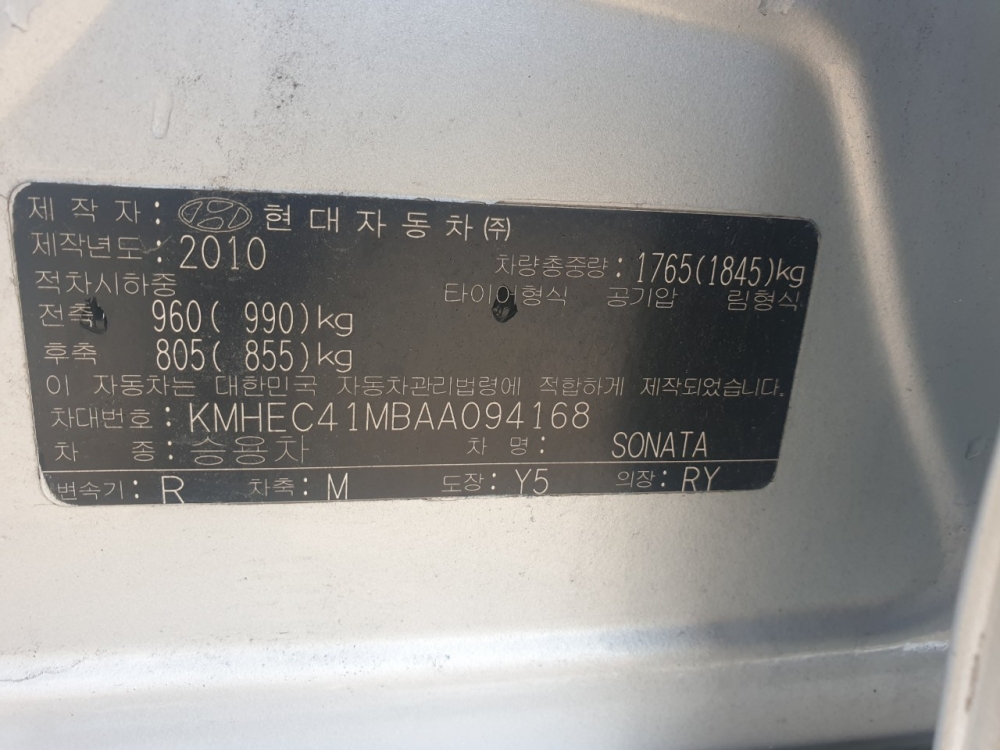 제 작 자 : 현대자동차㈜
제작년도 : 2010
차량총중량 : 1765(1845)kg
적차시하중
타이어형식 공기압 림형식
전축 960( 990)kg
후축 805( 855)kg
이 자동차는 대한민국 자동차관리법령에 적합하게 제작되었습니다.
차대번호 : KMHEC41MBAA094168
차 종 : 승용차 차 명 : SONATA
변속기 : R 차축 : M 도장 : Y5 의장 : RY